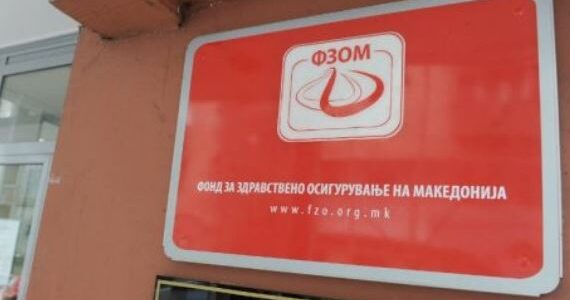 ФЗОМ
ФОНД ЗА ЗДРАВСТВЕНО ОСИГУРУВАЊЕ НА МАКЕДОНИЈА
www.fzo.org.mk